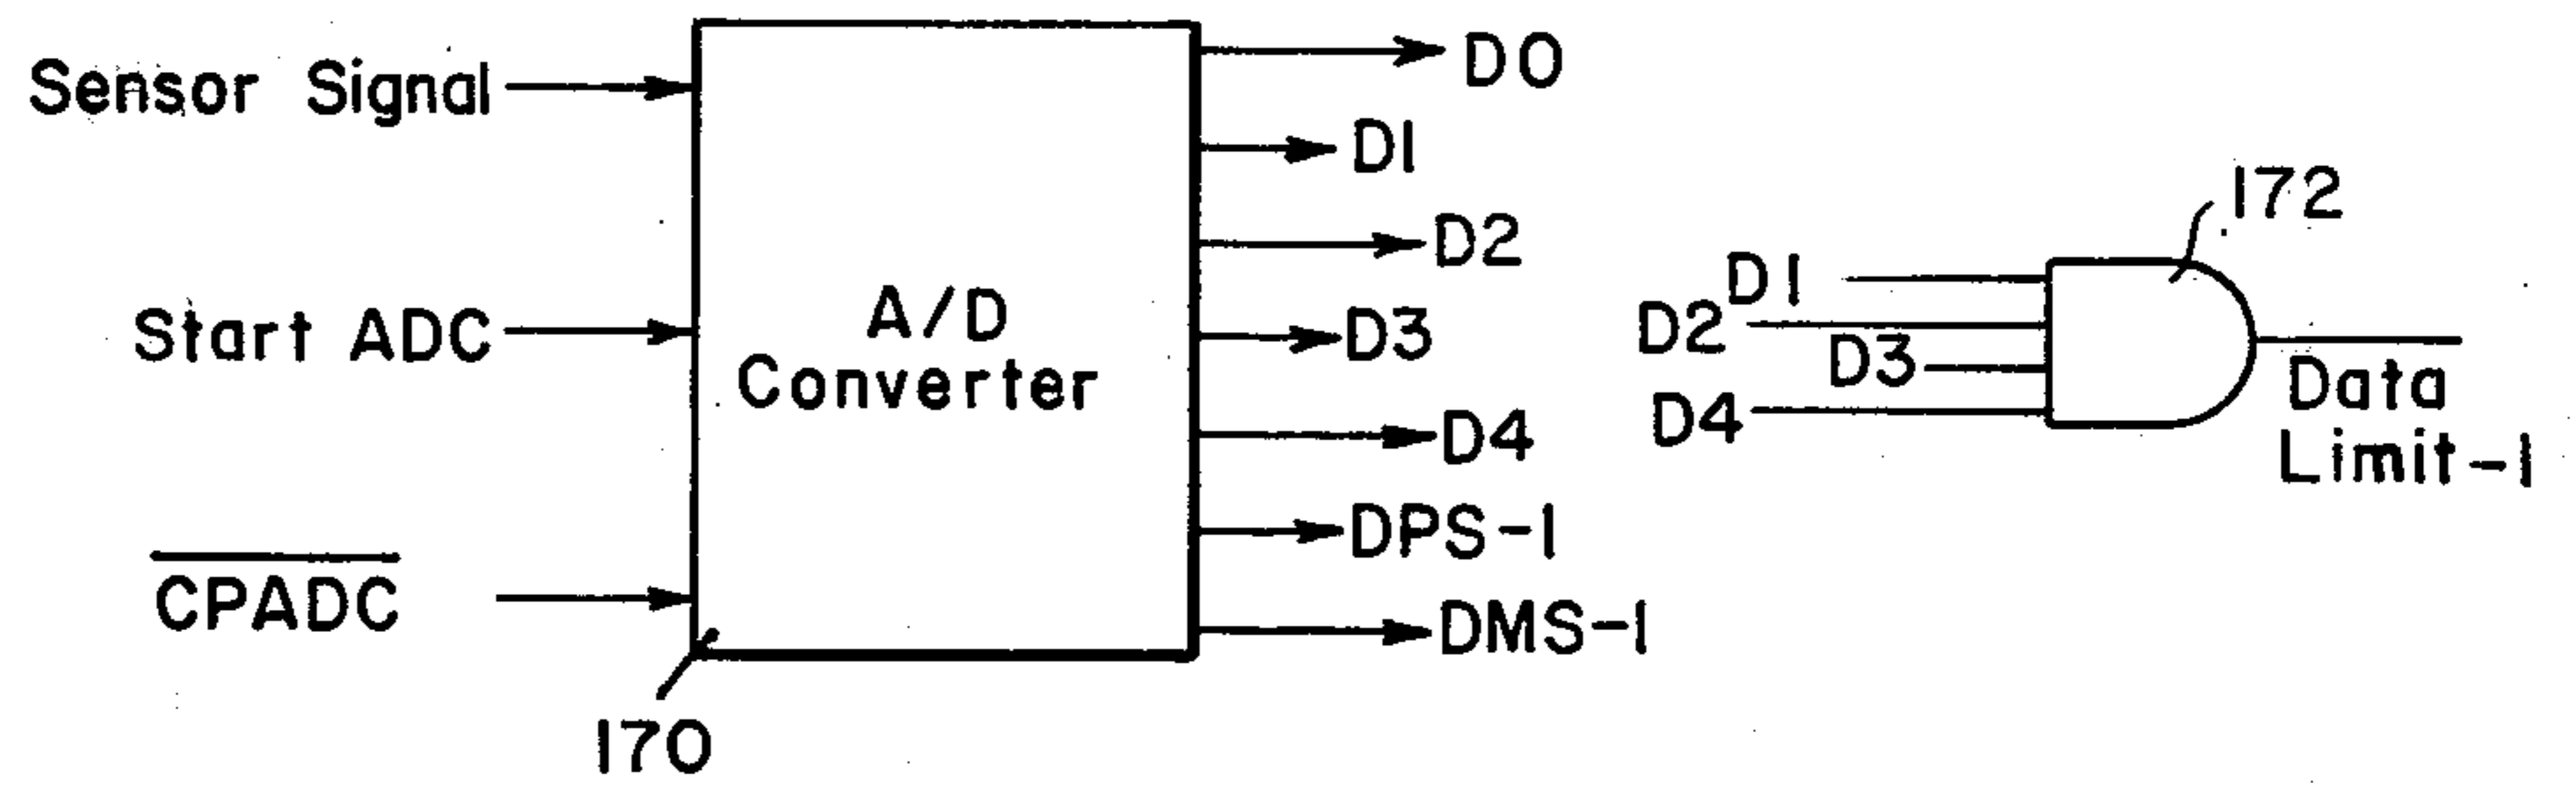 Sensor Signal
Start ADC
C̅P̅A̅D̅C̅
A/D
Converter
170
D0
D1
D2
D3
D4
DPS-1
DMS-1
172
D1
D2
D3
D4
Data
Limit-1